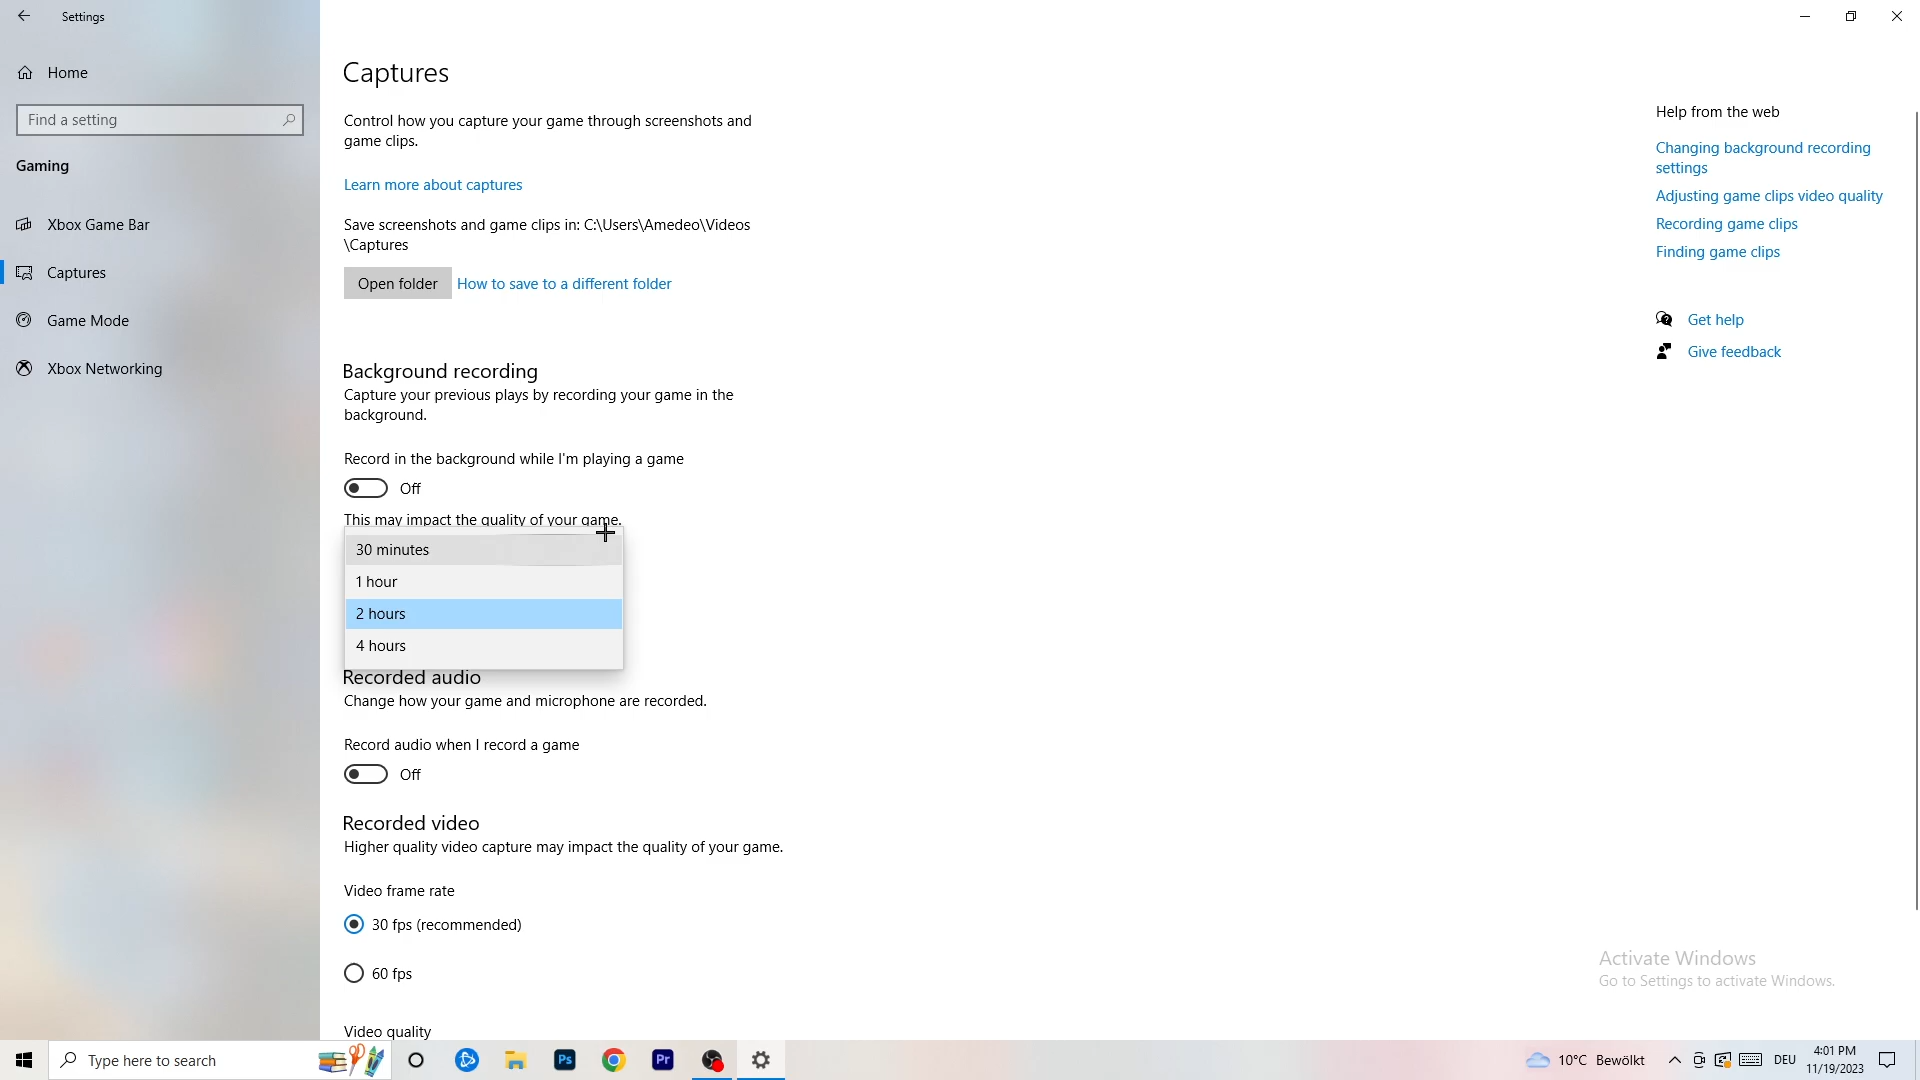 Settings
Home
Find a setting
Gaming
Xbox Game Bar
Captures
Game Mode
Xbox Networking
Captures
Control how you capture your game through screenshots and
game clips.
Learn more about captures
Save screenshots and game clips in: C:\Users\Amedeo\Videos
\Captures
Open folder
How to save to a different folder
Background recording
Capture your previous plays by recording your game in the
background.
Record in the background while I'm playing a game
Off
This may impact the quality of your game.
30 minutes
1 hour
2 hours
4 hours
Recorded audio
Change how your game and microphone are recorded.
Record audio when I record a game
Off
Recorded video
Higher quality video capture may impact the quality of your game.
Video frame rate
30 fps (recommended)
60 fps
Video quality
Help from the web
Changing background recording
settings
Adjusting game clips video quality
Recording game clips
Finding game clips
Get help
Give feedback
Activate Windows
Go to Settings to activate Windows.
Type here to search
Ps
Pr
10°C Bewölkt
DEU
4:01 PM
11/19/2023